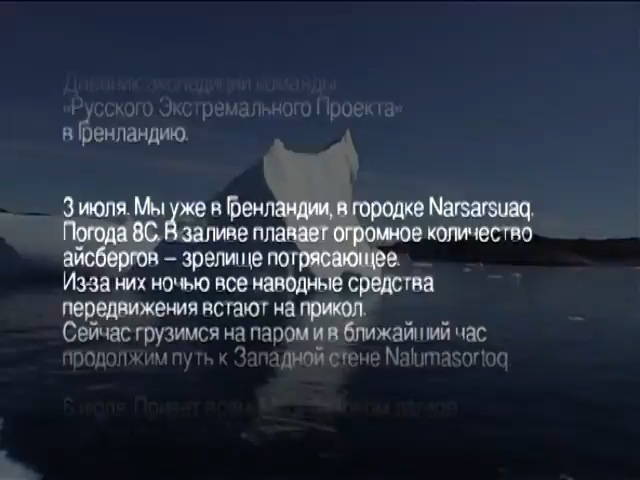 Дневник экспедиции команды
«Русского Экстремального Проекта»
в Гренландию.
3 июля. Мы уже в Гренландии, в городке Narsarsuaq.
Погода 8С. В заливе плавает огромное количество
айсбергов – зрелище потрясающее.
Из-за них ночью все наводные средства
передвижения встают на прикол.
Сейчас грузимся на паром и в ближайший час
продолжим путь к Западной стене Nalumasortoq.
6 июля. Привет всем